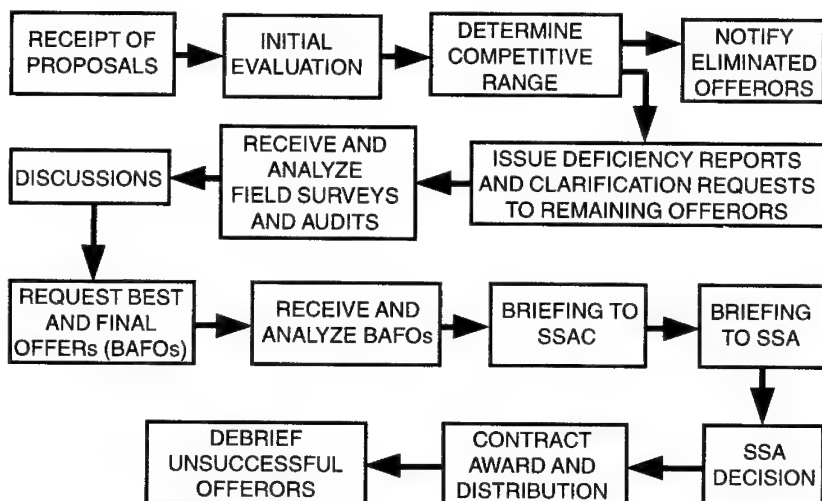 RECEIPT OF
PROPOSALS
INITIAL
EVALUATION
DETERMINE
COMPETITIVE
RANGE
NOTIFY
ELIMINATED
OFFERORS
ISSUE DEFICIENCY REPORTS
AND CLARIFICATION REQUESTS
TO REMAINING OFFERORS
RECEIVE AND
ANALYZE
FIELD SURVEYS
AND AUDITS
DISCUSSIONS
REQUEST BEST
AND FINAL
OFFERs (BAFOs)
RECEIVE AND
ANALYZE BAFOs
BRIEFING TO
SSAC
BRIEFING
TO SSA
SSA
DECISION
CONTRACT
AWARD AND
DISTRIBUTION
DEBRIEF
UNSUCCESSFUL
OFFERORS